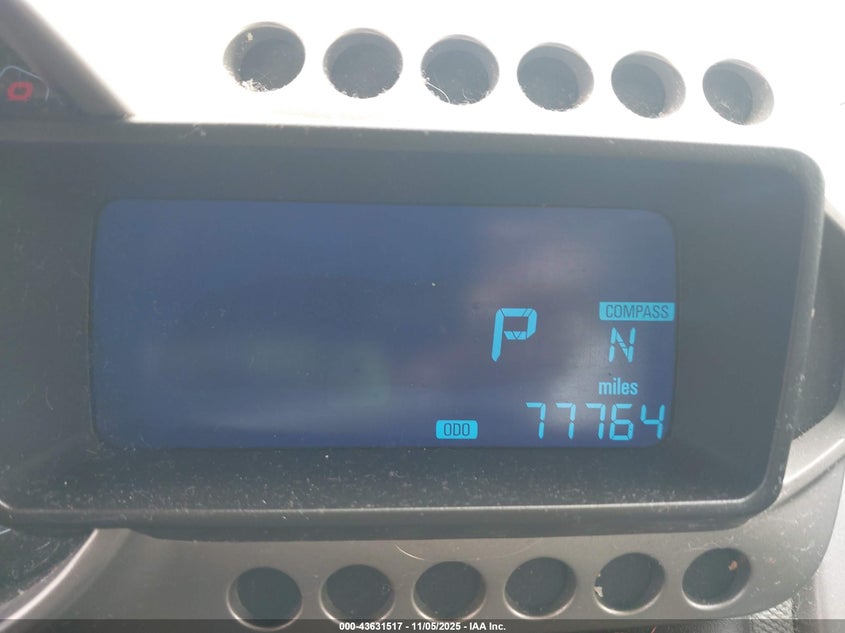 COMPASS
P N
miles
ODO 77764
000-43631517 - 11/05/2025 - IAA Inc.